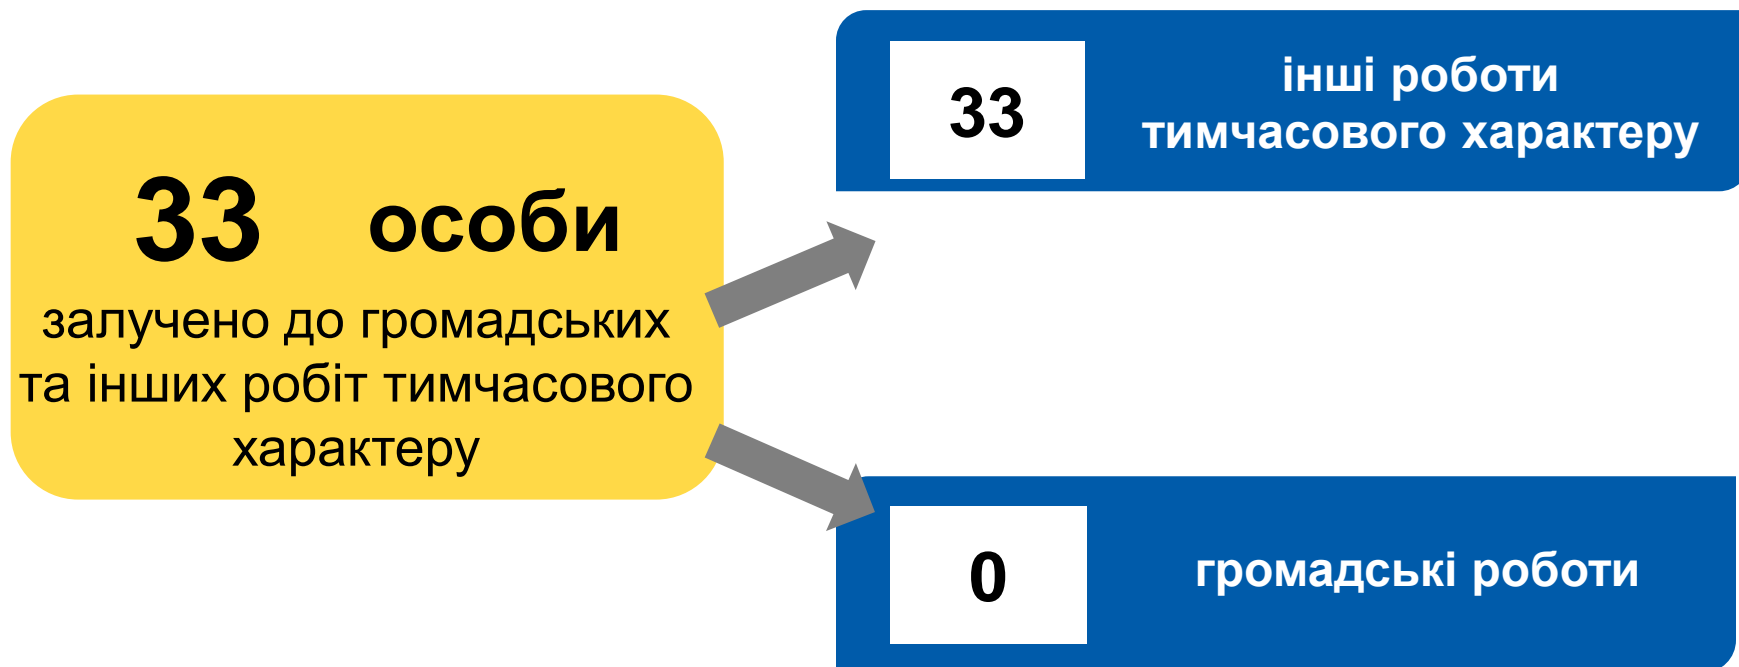 33 особи
залучено до громадських
та інших робіт тимчасового
характеру
33
інші роботи
тимчасового характеру
0
громадські роботи